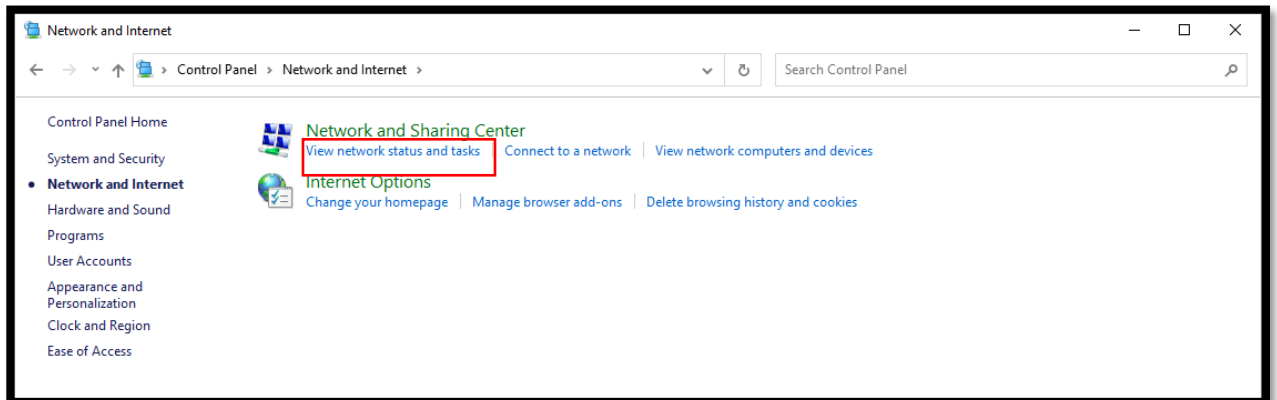 Network and Internet
Control Panel > Network and Internet >
Search Control Panel
Control Panel Home
System and Security
Network and Internet
Hardware and Sound
Programs
User Accounts
Appearance and
Personalization
Clock and Region
Ease of Access
Network and Sharing Center
View network status and tasks | Connect to a network | View network computers and devices
Internet Options
Change your homepage | Manage browser add-ons | Delete browsing history and cookies